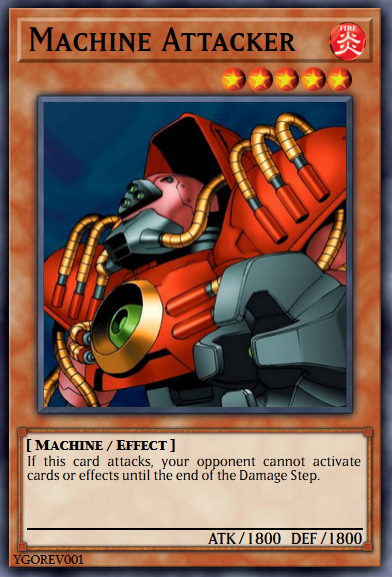 MACHINE ATTACKER
FIRE
炎
[ MACHINE / EFFECT ]
If this card attacks, your opponent cannot activate
cards or effects until the end of the Damage Step.
ATK / 1800 DEF / 1800
YGOREV001